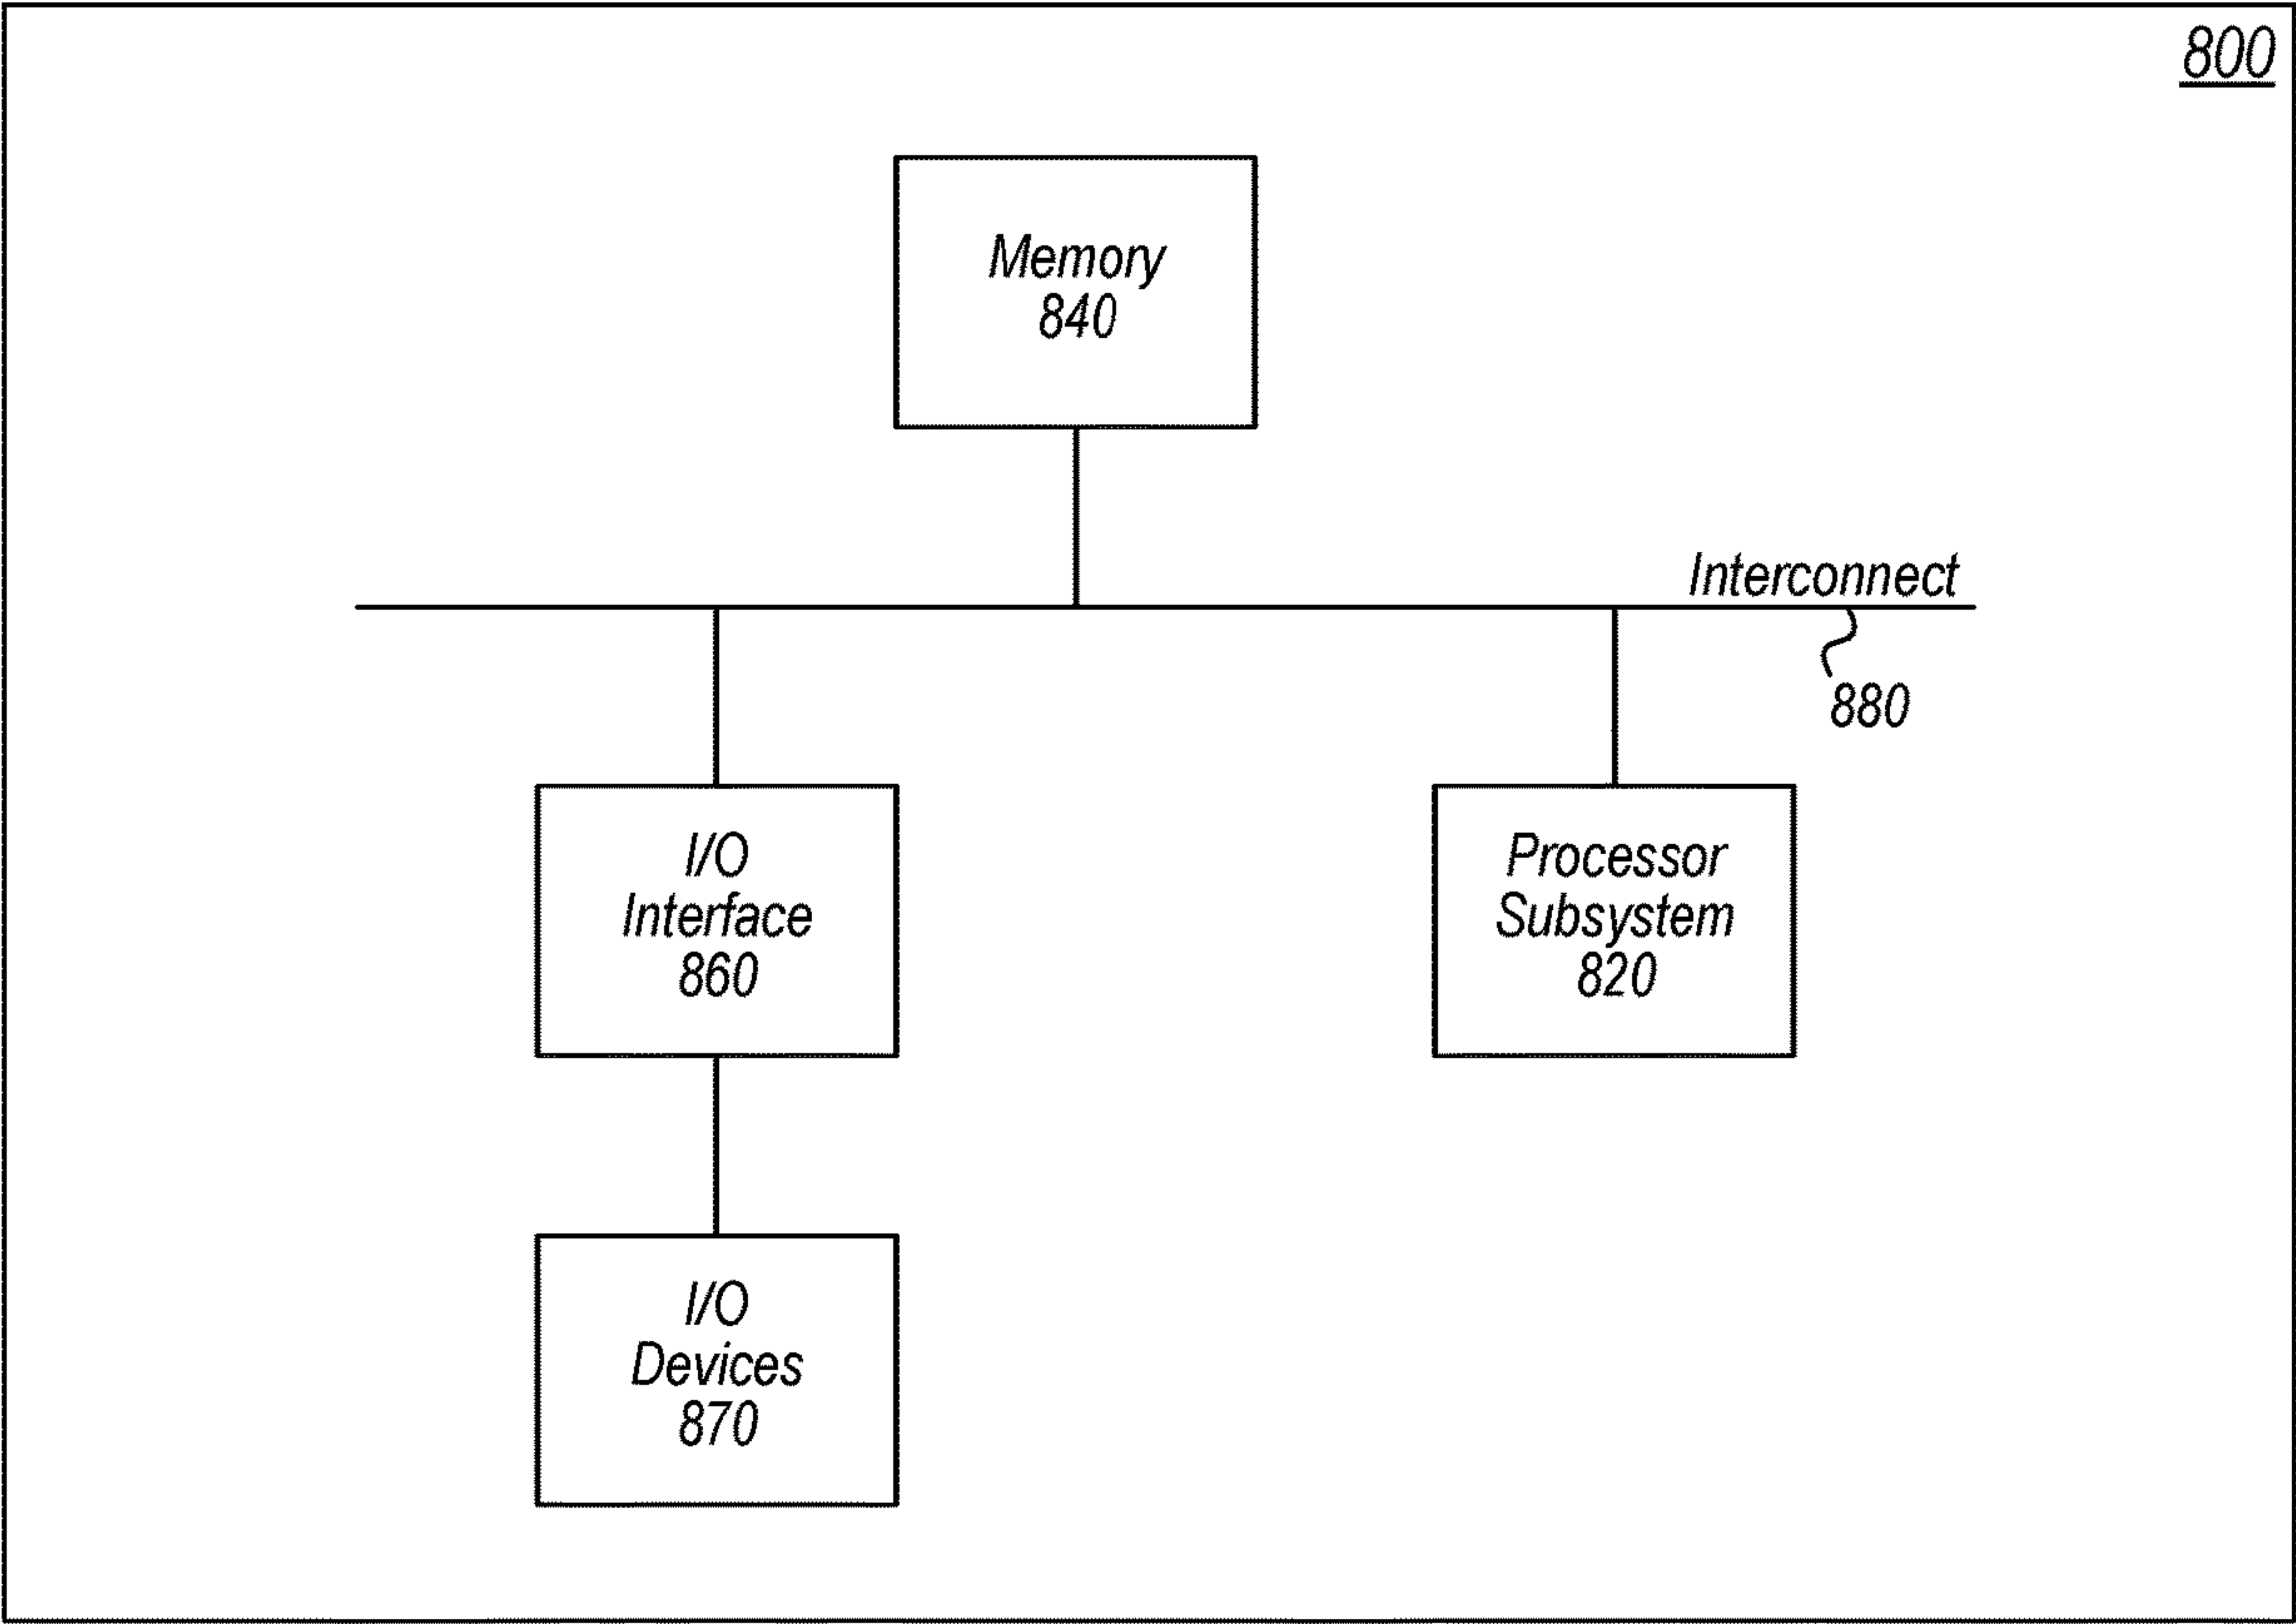 800
Memory
840
Interconnect
880
I/O
Interface
860
Processor
Subsystem
820
I/O
Devices
870